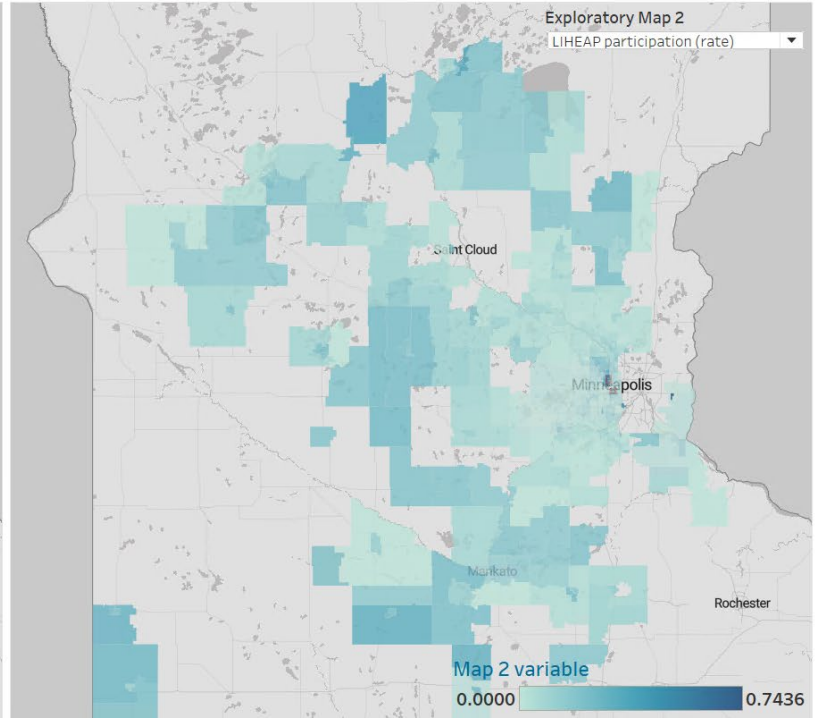 Exploratory Map 2
LIHEAP participation (rate)
Saint Cloud
Minneapolis
Mankato
Rochester
Map 2 variable
0.0000
0.7436